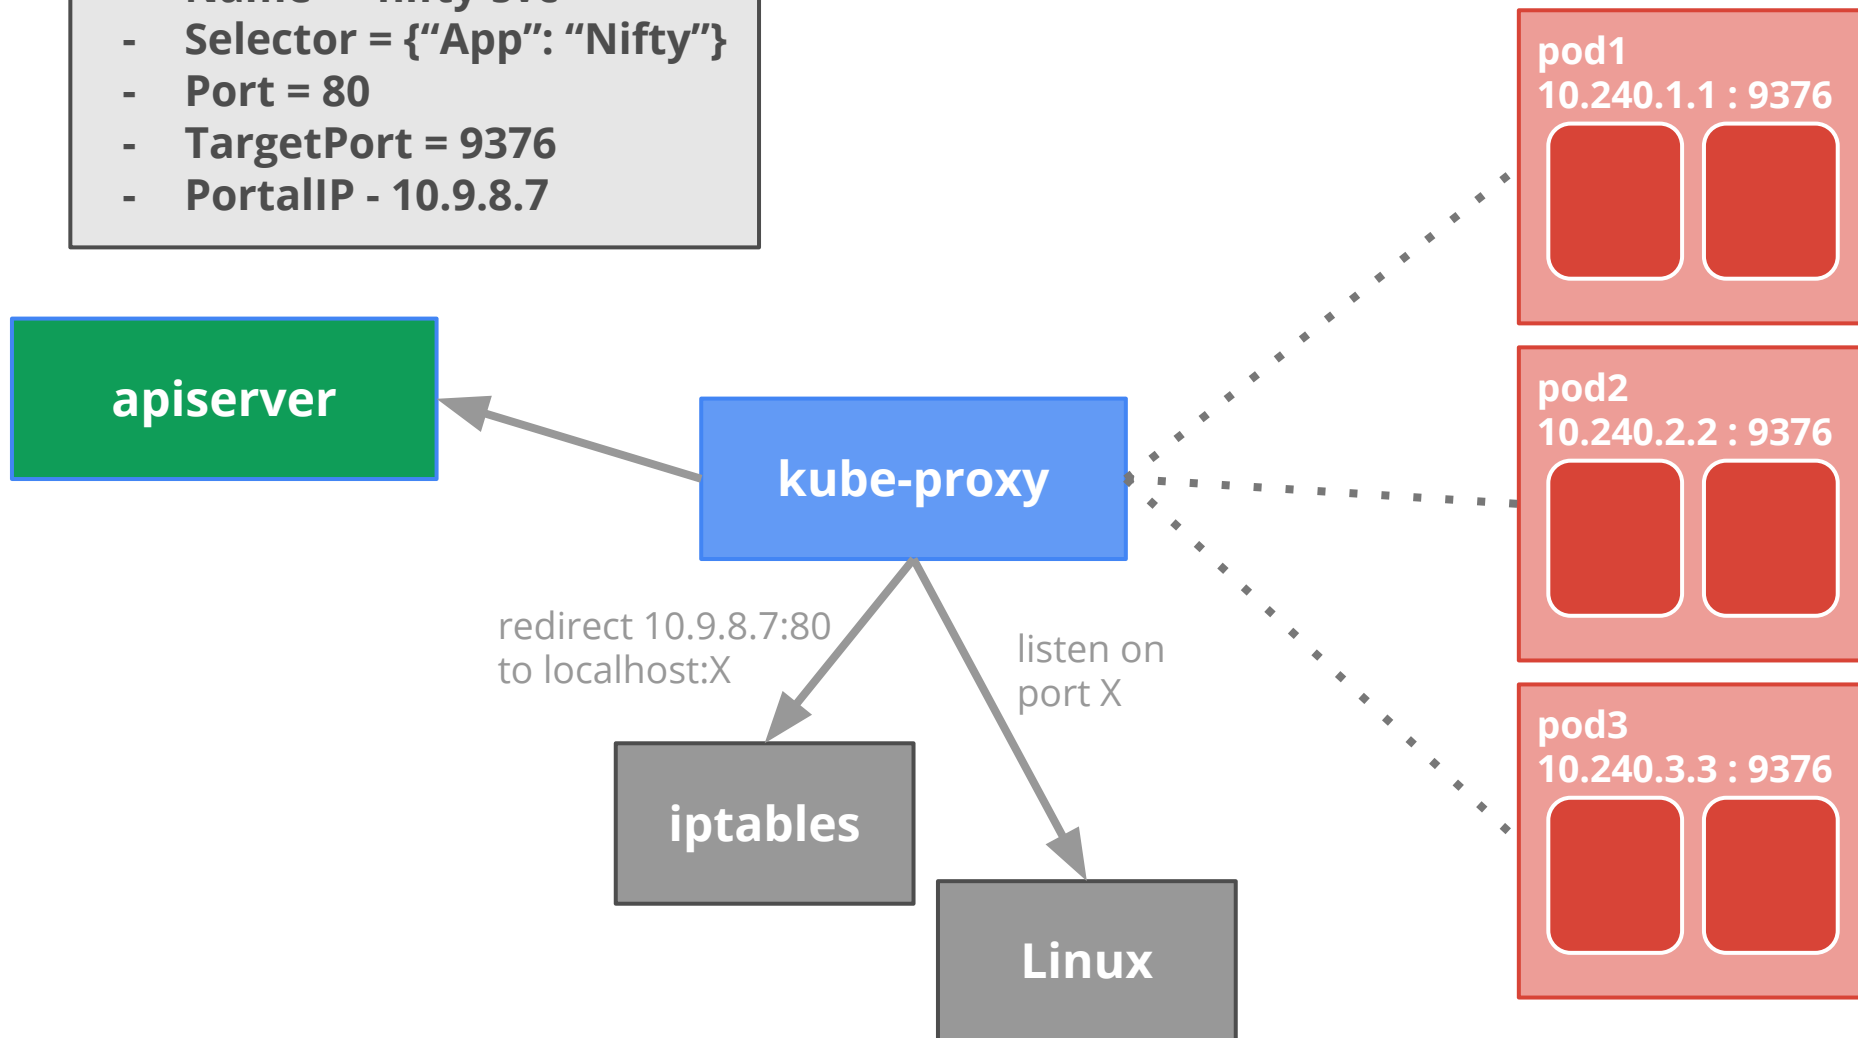 - Selector = {“App”: “Nifty”}
- Port = 80
- TargetPort = 9376
- PortalIP - 10.9.8.7
pod1
10.240.1.1 : 9376
apiserver
kube-proxy
pod2
10.240.2.2 : 9376
redirect 10.9.8.7:80
to localhost:X
listen on
port X
pod3
10.240.3.3 : 9376
iptables
Linux